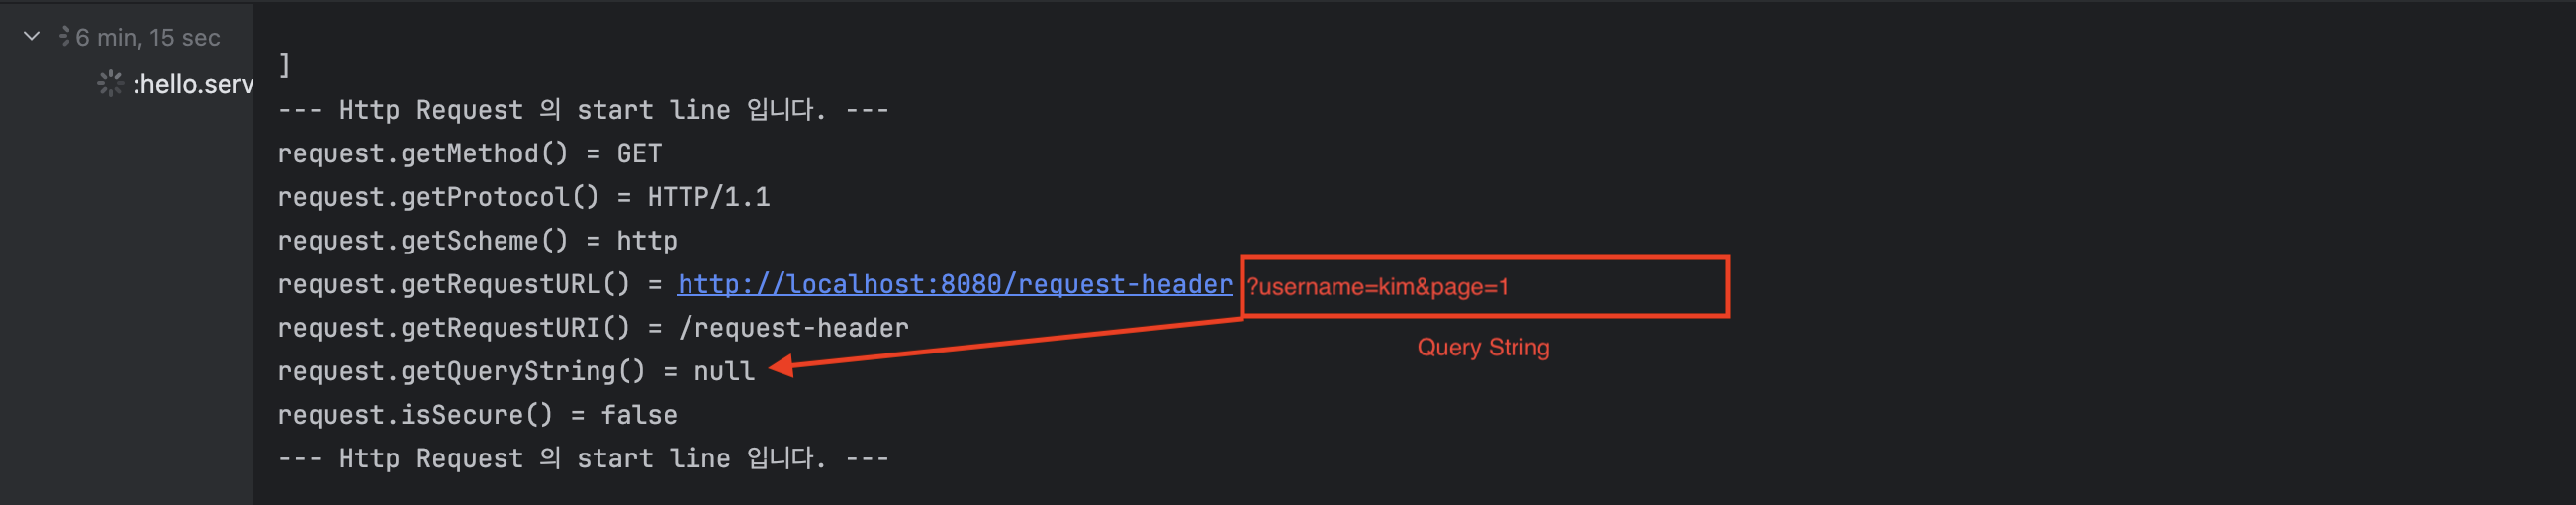 6 min, 15 sec
:hello.serv
]
--- Http Request 의 start line 입니다. ---
request.getMethod() = GET
request.getProtocol() = HTTP/1.1
request.getScheme() = http
request.getRequestURL() = http://localhost:8080/request-header ?username=kim&page=1
request.getRequestURI() = /request-header
Query String
request.getQueryString() = null
request.isSecure() = false
--- Http Request 의 start line 입니다. ---